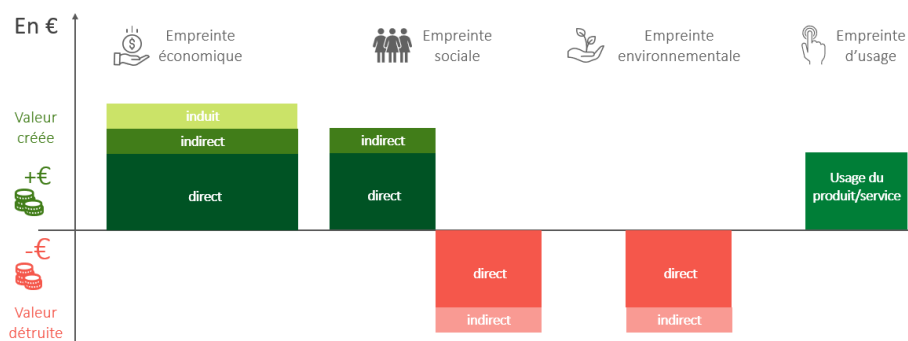 En €
Empreinte
économique
Empreinte
sociale
Empreinte
environnementale
Empreinte
d'usage
Valeur
créée
+€
-€
Valeur
détruite
$
induit
indirect
direct
indirect
direct
direct
indirect
direct
indirect
Usage du
produit/service